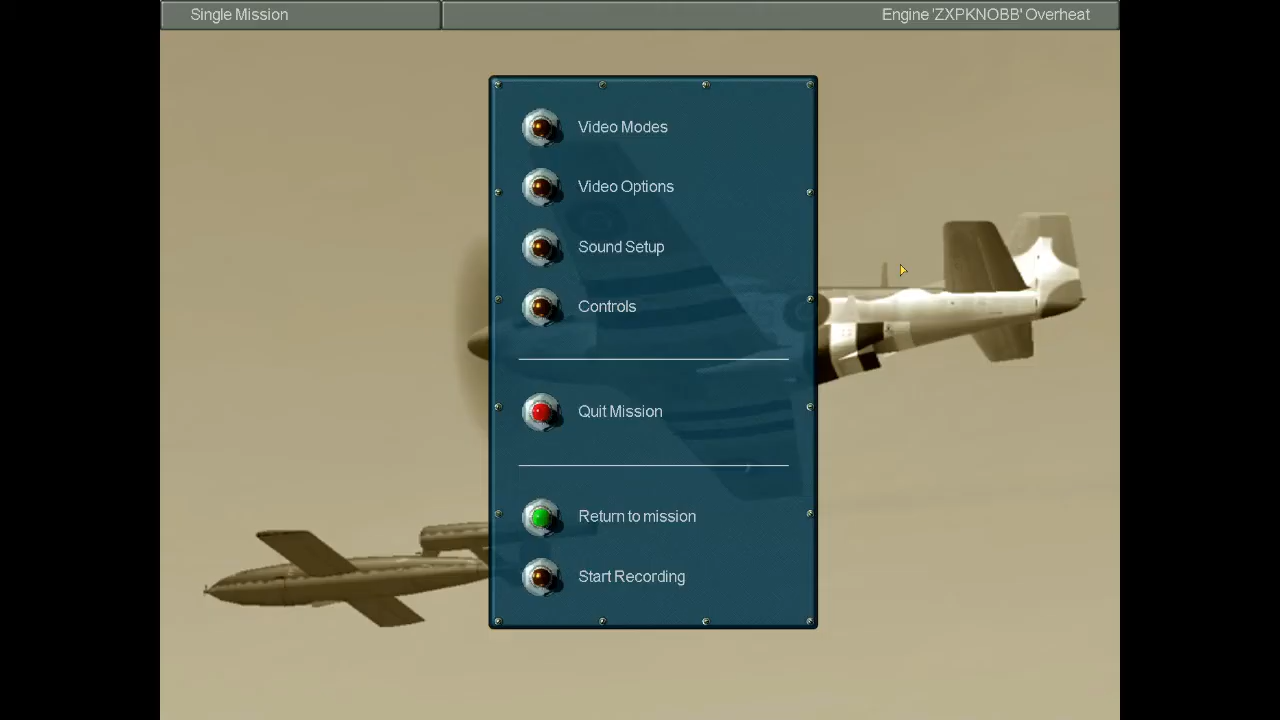 Single Mission
Engine 'ZXPKNOBB' Overheat
Video Modes
Video Options
Sound Setup
Controls
Quit Mission
Return to mission
Start Recording